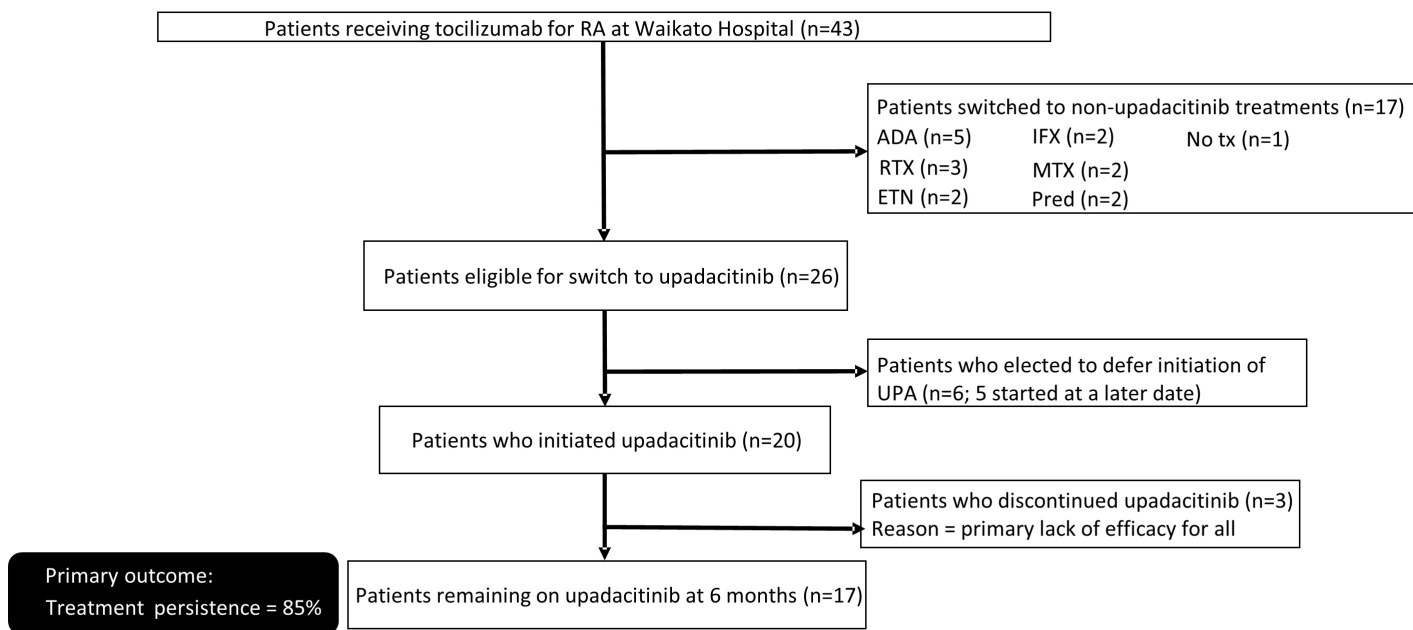 Patients receiving tocilizumab for RA at Waikato Hospital (n=43)
Patients switched to non-upadacitinib treatments (n=17)
ADA (n=5) IFX (n=2) No tx (n=1)
RTX (n=3) MTX (n=2)
ETN (n=2) Pred (n=2)
Patients eligible for switch to upadacitinib (n=26)
Patients who elected to defer initiation of
UPA (n=6; 5 started at a later date)
Patients who initiated upadacitinib (n=20)
Patients who discontinued upadacitinib (n=3)
Reason = primary lack of efficacy for all
Primary outcome:
Treatment persistence = 85%
Patients remaining on upadacitinib at 6 months (n=17)